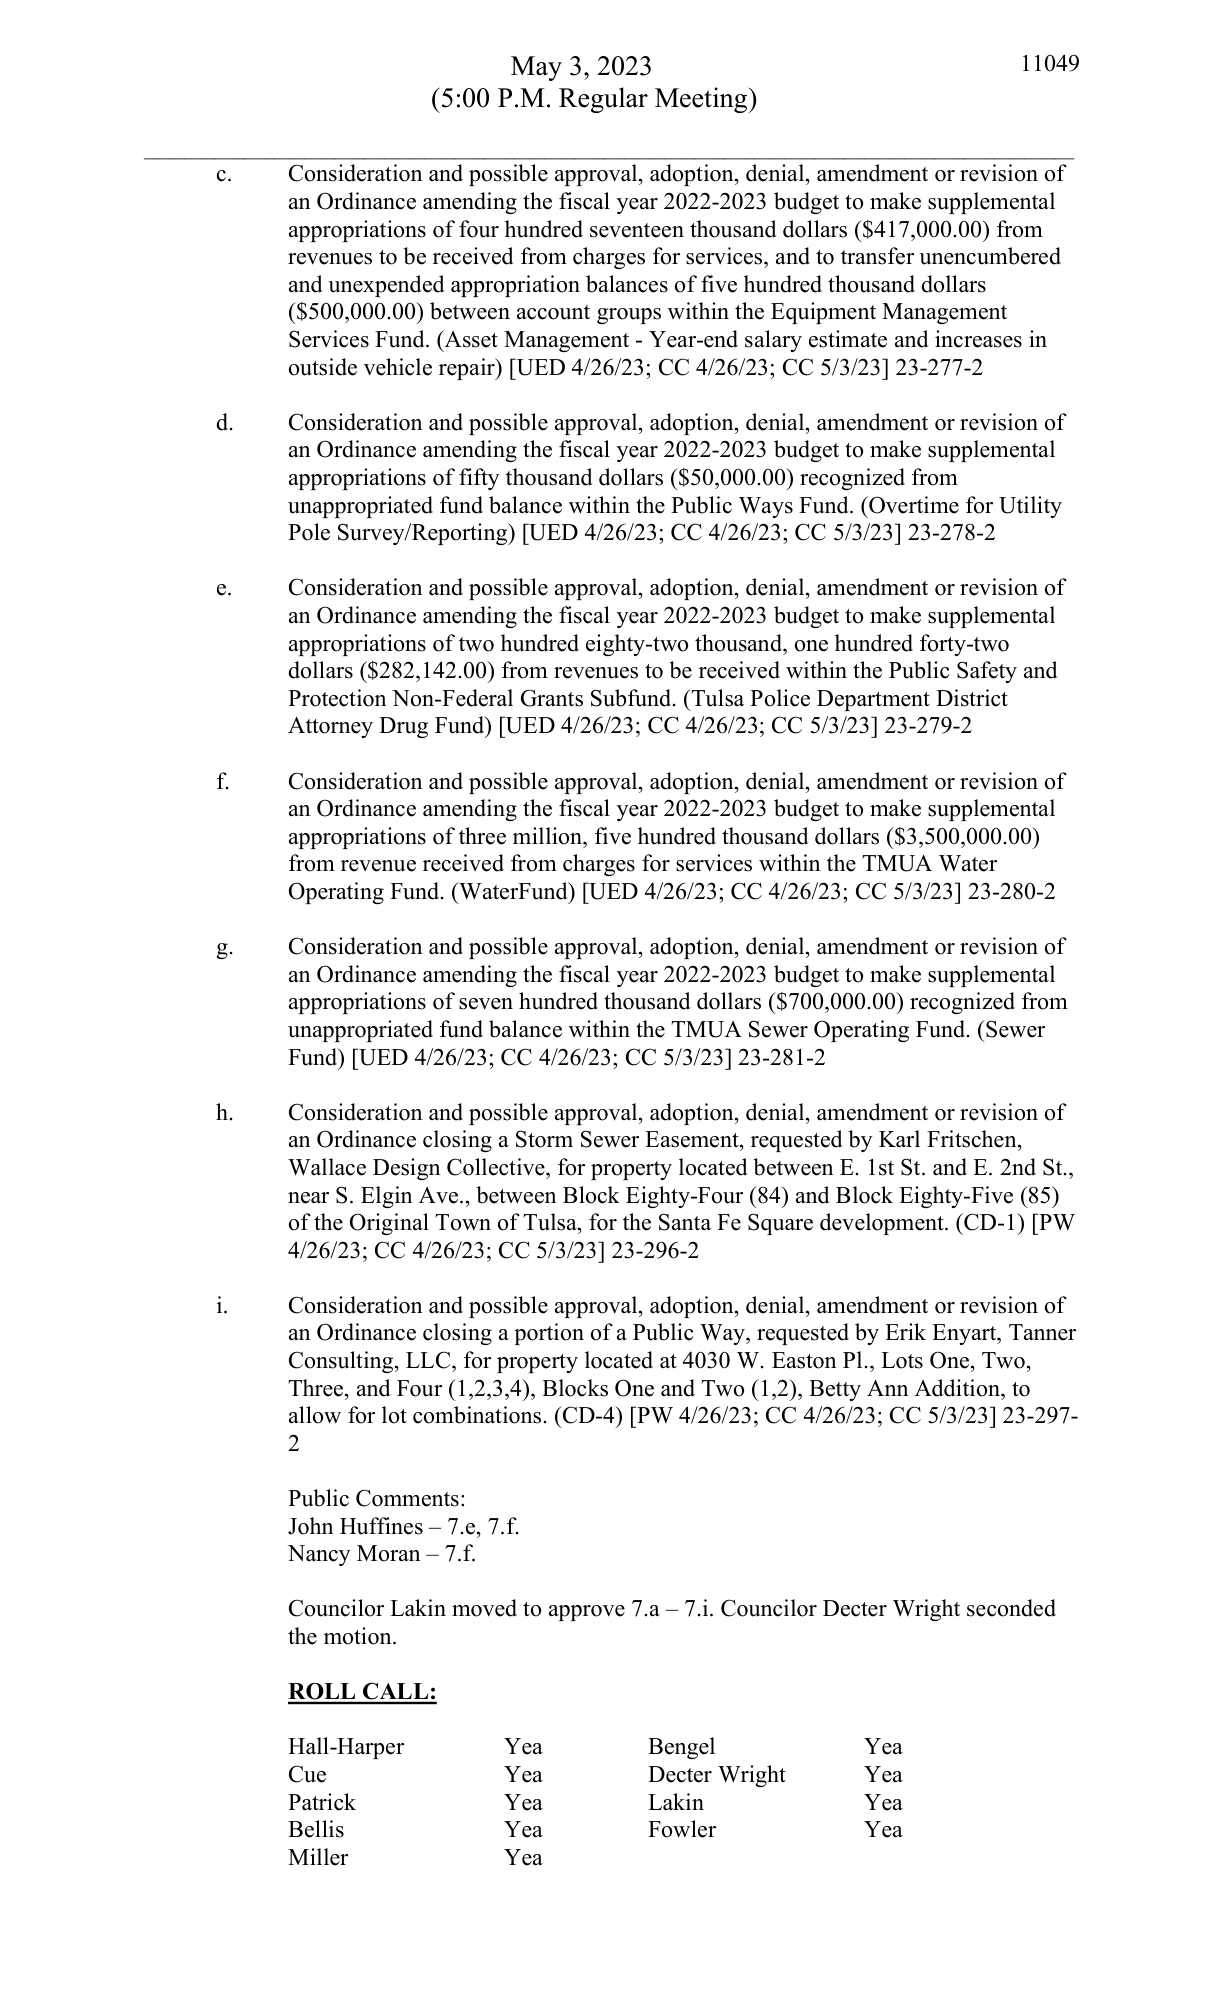 May 3, 2023
11049
(5:00 P.M. Regular Meeting)
c. Consideration and possible approval, adoption, denial, amendment or revision of
an Ordinance amending the fiscal year 2022-2023 budget to make supplemental
appropriations of four hundred seventeen thousand dollars ($417,000.00) from
revenues to be received from charges for services, and to transfer unencumbered
and unexpended appropriation balances of five hundred thousand dollars
($500,000.00) between account groups within the Equipment Management
Services Fund. (Asset Management - Year-end salary estimate and increases in
outside vehicle repair) [UED 4/26/23; CC 4/26/23; CC 5/3/23] 23-277-2
d. Consideration and possible approval, adoption, denial, amendment or revision of
an Ordinance amending the fiscal year 2022-2023 budget to make supplemental
appropriations of fifty thousand dollars ($50,000.00) recognized from
unappropriated fund balance within the Public Ways Fund. (Overtime for Utility
Pole Survey/Reporting) [UED 4/26/23; CC 4/26/23; CC 5/3/23] 23-278-2
e. Consideration and possible approval, adoption, denial, amendment or revision of
an Ordinance amending the fiscal year 2022-2023 budget to make supplemental
appropriations of two hundred eighty-two thousand, one hundred forty-two
dollars ($282,142.00) from revenues to be received within the Public Safety and
Protection Non-Federal Grants Subfund. (Tulsa Police Department District
Attorney Drug Fund) [UED 4/26/23; CC 4/26/23; CC 5/3/23] 23-279-2
f. Consideration and possible approval, adoption, denial, amendment or revision of
an Ordinance amending the fiscal year 2022-2023 budget to make supplemental
appropriations of three million, five hundred thousand dollars ($3,500,000.00)
from revenue received from charges for services within the TMUA Water
Operating Fund. (WaterFund) [UED 4/26/23; CC 4/26/23; CC 5/3/23] 23-280-2
g. Consideration and possible approval, adoption, denial, amendment or revision of
an Ordinance amending the fiscal year 2022-2023 budget to make supplemental
appropriations of seven hundred thousand dollars ($700,000.00) recognized from
unappropriated fund balance within the TMUA Sewer Operating Fund. (Sewer
Fund) [UED 4/26/23; CC 4/26/23; CC 5/3/23] 23-281-2
h. Consideration and possible approval, adoption, denial, amendment or revision of
an Ordinance closing a Storm Sewer Easement, requested by Karl Fritschen,
Wallace Design Collective, for property located between E. 1st St. and E. 2nd St.,
near S. Elgin Ave., between Block Eighty-Four (84) and Block Eighty-Five (85)
of the Original Town of Tulsa, for the Santa Fe Square development. (CD-1) [PW
4/26/23; CC 4/26/23; CC 5/3/23] 23-296-2
i. Consideration and possible approval, adoption, denial, amendment or revision of
an Ordinance closing a portion of a Public Way, requested by Erik Enyart, Tanner
Consulting, LLC, for property located at 4030 W. Easton Pl., Lots One, Two,
Three, and Four (1,2,3,4), Blocks One and Two (1,2), Betty Ann Addition, to
allow for lot combinations. (CD-4) [PW 4/26/23; CC 4/26/23; CC 5/3/23] 23-297-
2
Public Comments:
John Huffines – 7.e, 7.f.
Nancy Moran – 7.f.
Councilor Lakin moved to approve 7.a – 7.i. Councilor Decter Wright seconded
the motion.
ROLL CALL:
Hall-Harper Yea Bengel Yea
Cue Yea Decter Wright Yea
Patrick Yea Lakin Yea
Bellis Yea Fowler Yea
Miller Yea